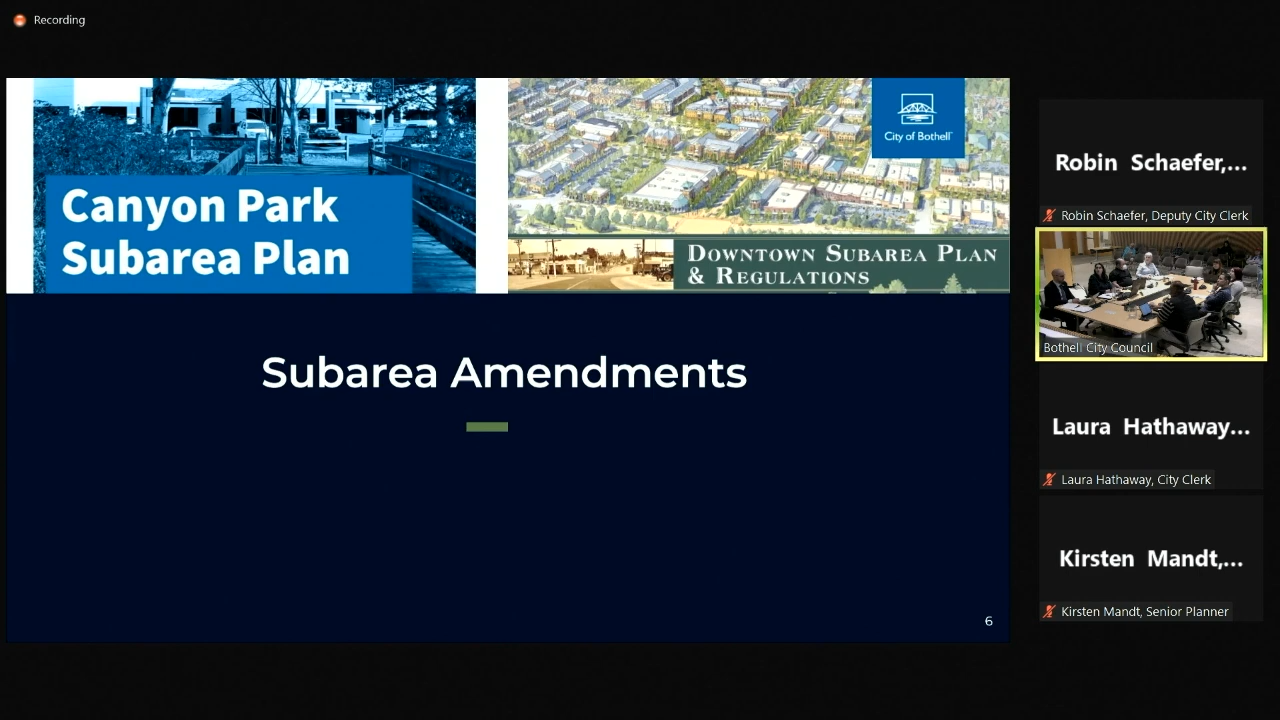 Recording
Canyon Park
Subarea Plan
City of Bothell
DOWNTOWN SUBAREA PLAN
& REGULATIONS
Subarea Amendments
6
Robin Schaefer,...
Robin Schaefer, Deputy City Clerk
Bothell City Council
Laura Hathaway...
Laura Hathaway, City Clerk
Kirsten Mandt,...
Kirsten Mandt, Senior Planner